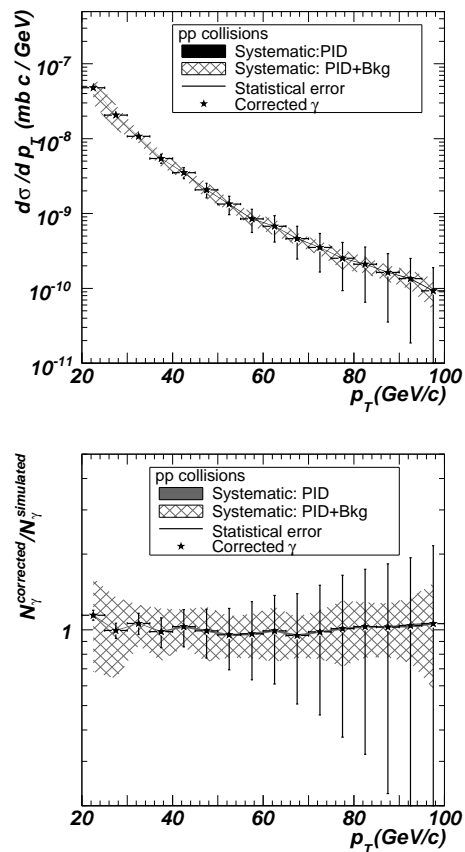 pp collisions
Systematic:PID
Systematic: PID+Bkg
Statistical error
Corrected γ
dσ/d p_T (mb c / GeV)
10^-7
10^-8
10^-9
10^-10
10^-11
20 40 60 80 100
p_T(GeV/c)
pp collisions
Systematic: PID
Systematic: PID+Bkg
Statistical error
Corrected γ
N_γ^corrected/N_γ^simulated
1
20 40 60 80 100
p_T(GeV/c)